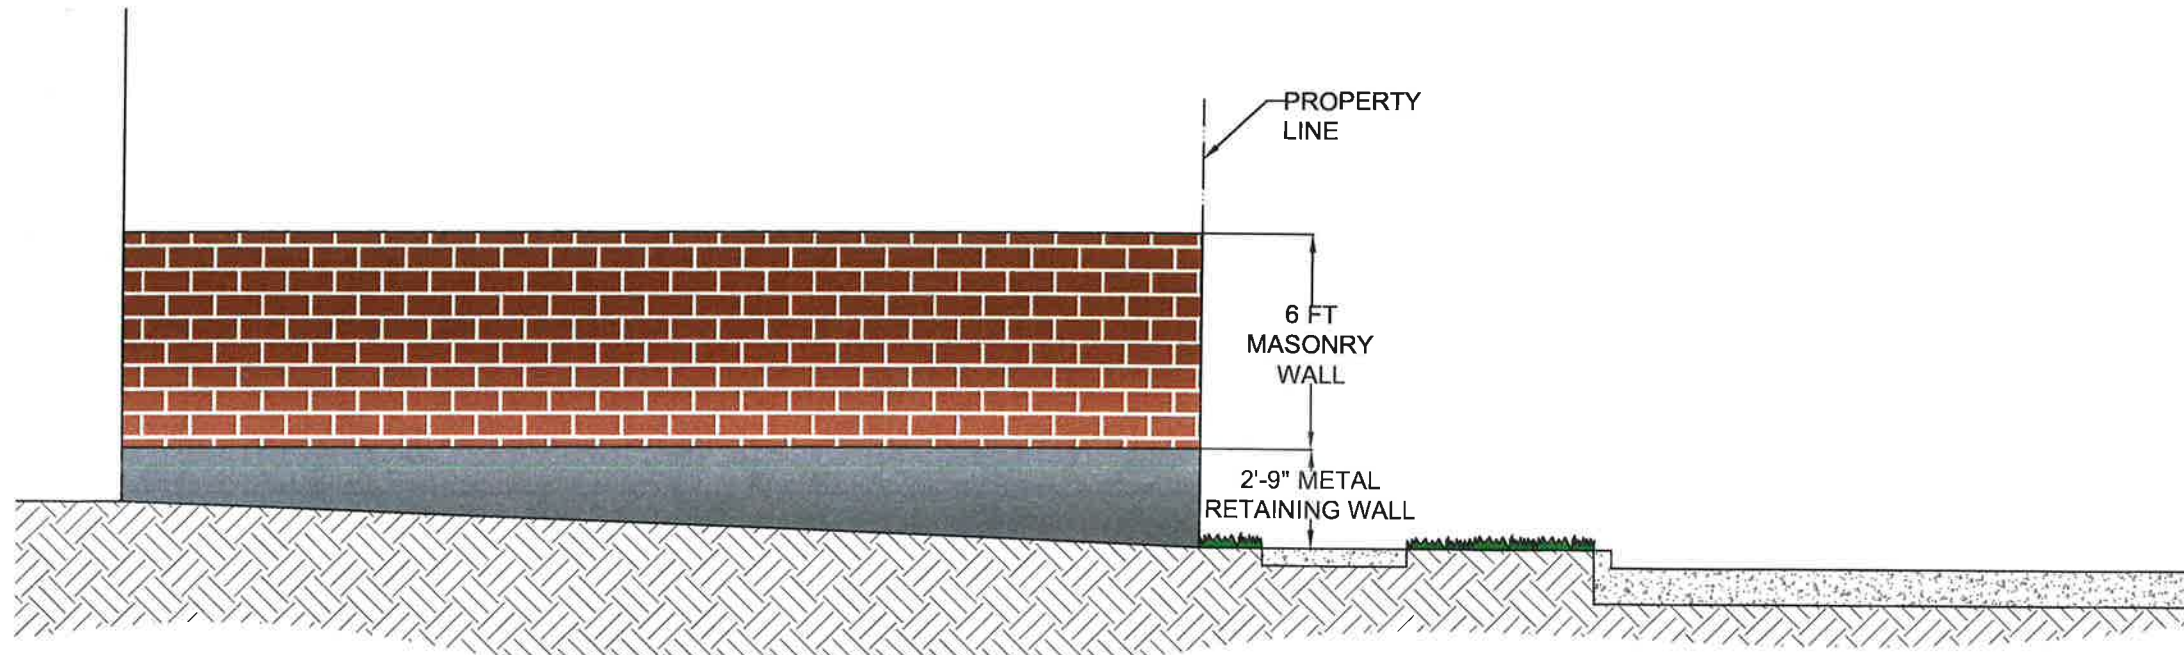 PROPERTY
LINE
6 FT
MASONRY
WALL
2'-9" METAL
RETAINING WALL